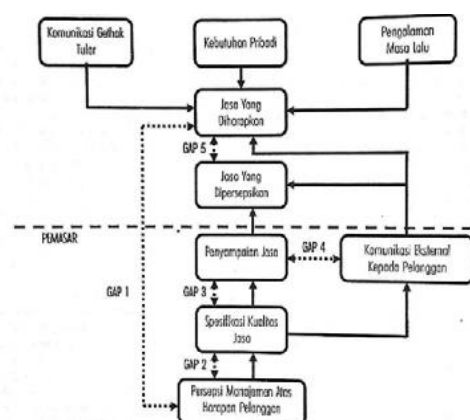 Komunikasi Gethok
Tular
Kebutuhan Pribadi
Pengalaman
Masa Lalu
Jasa Yang
Diharapkan
GAP 5
Jasa Yang
Dipersepsikan
PEMASAR
GAP 1
Penyampaian Jasa
GAP 4
Komunikasi Eksternal
Kepada Pelanggan
GAP 3
Spesifikasi Kualitas
Jasa
GAP 2
Persepsi Manajemen Atas
Harapan Pelanggan